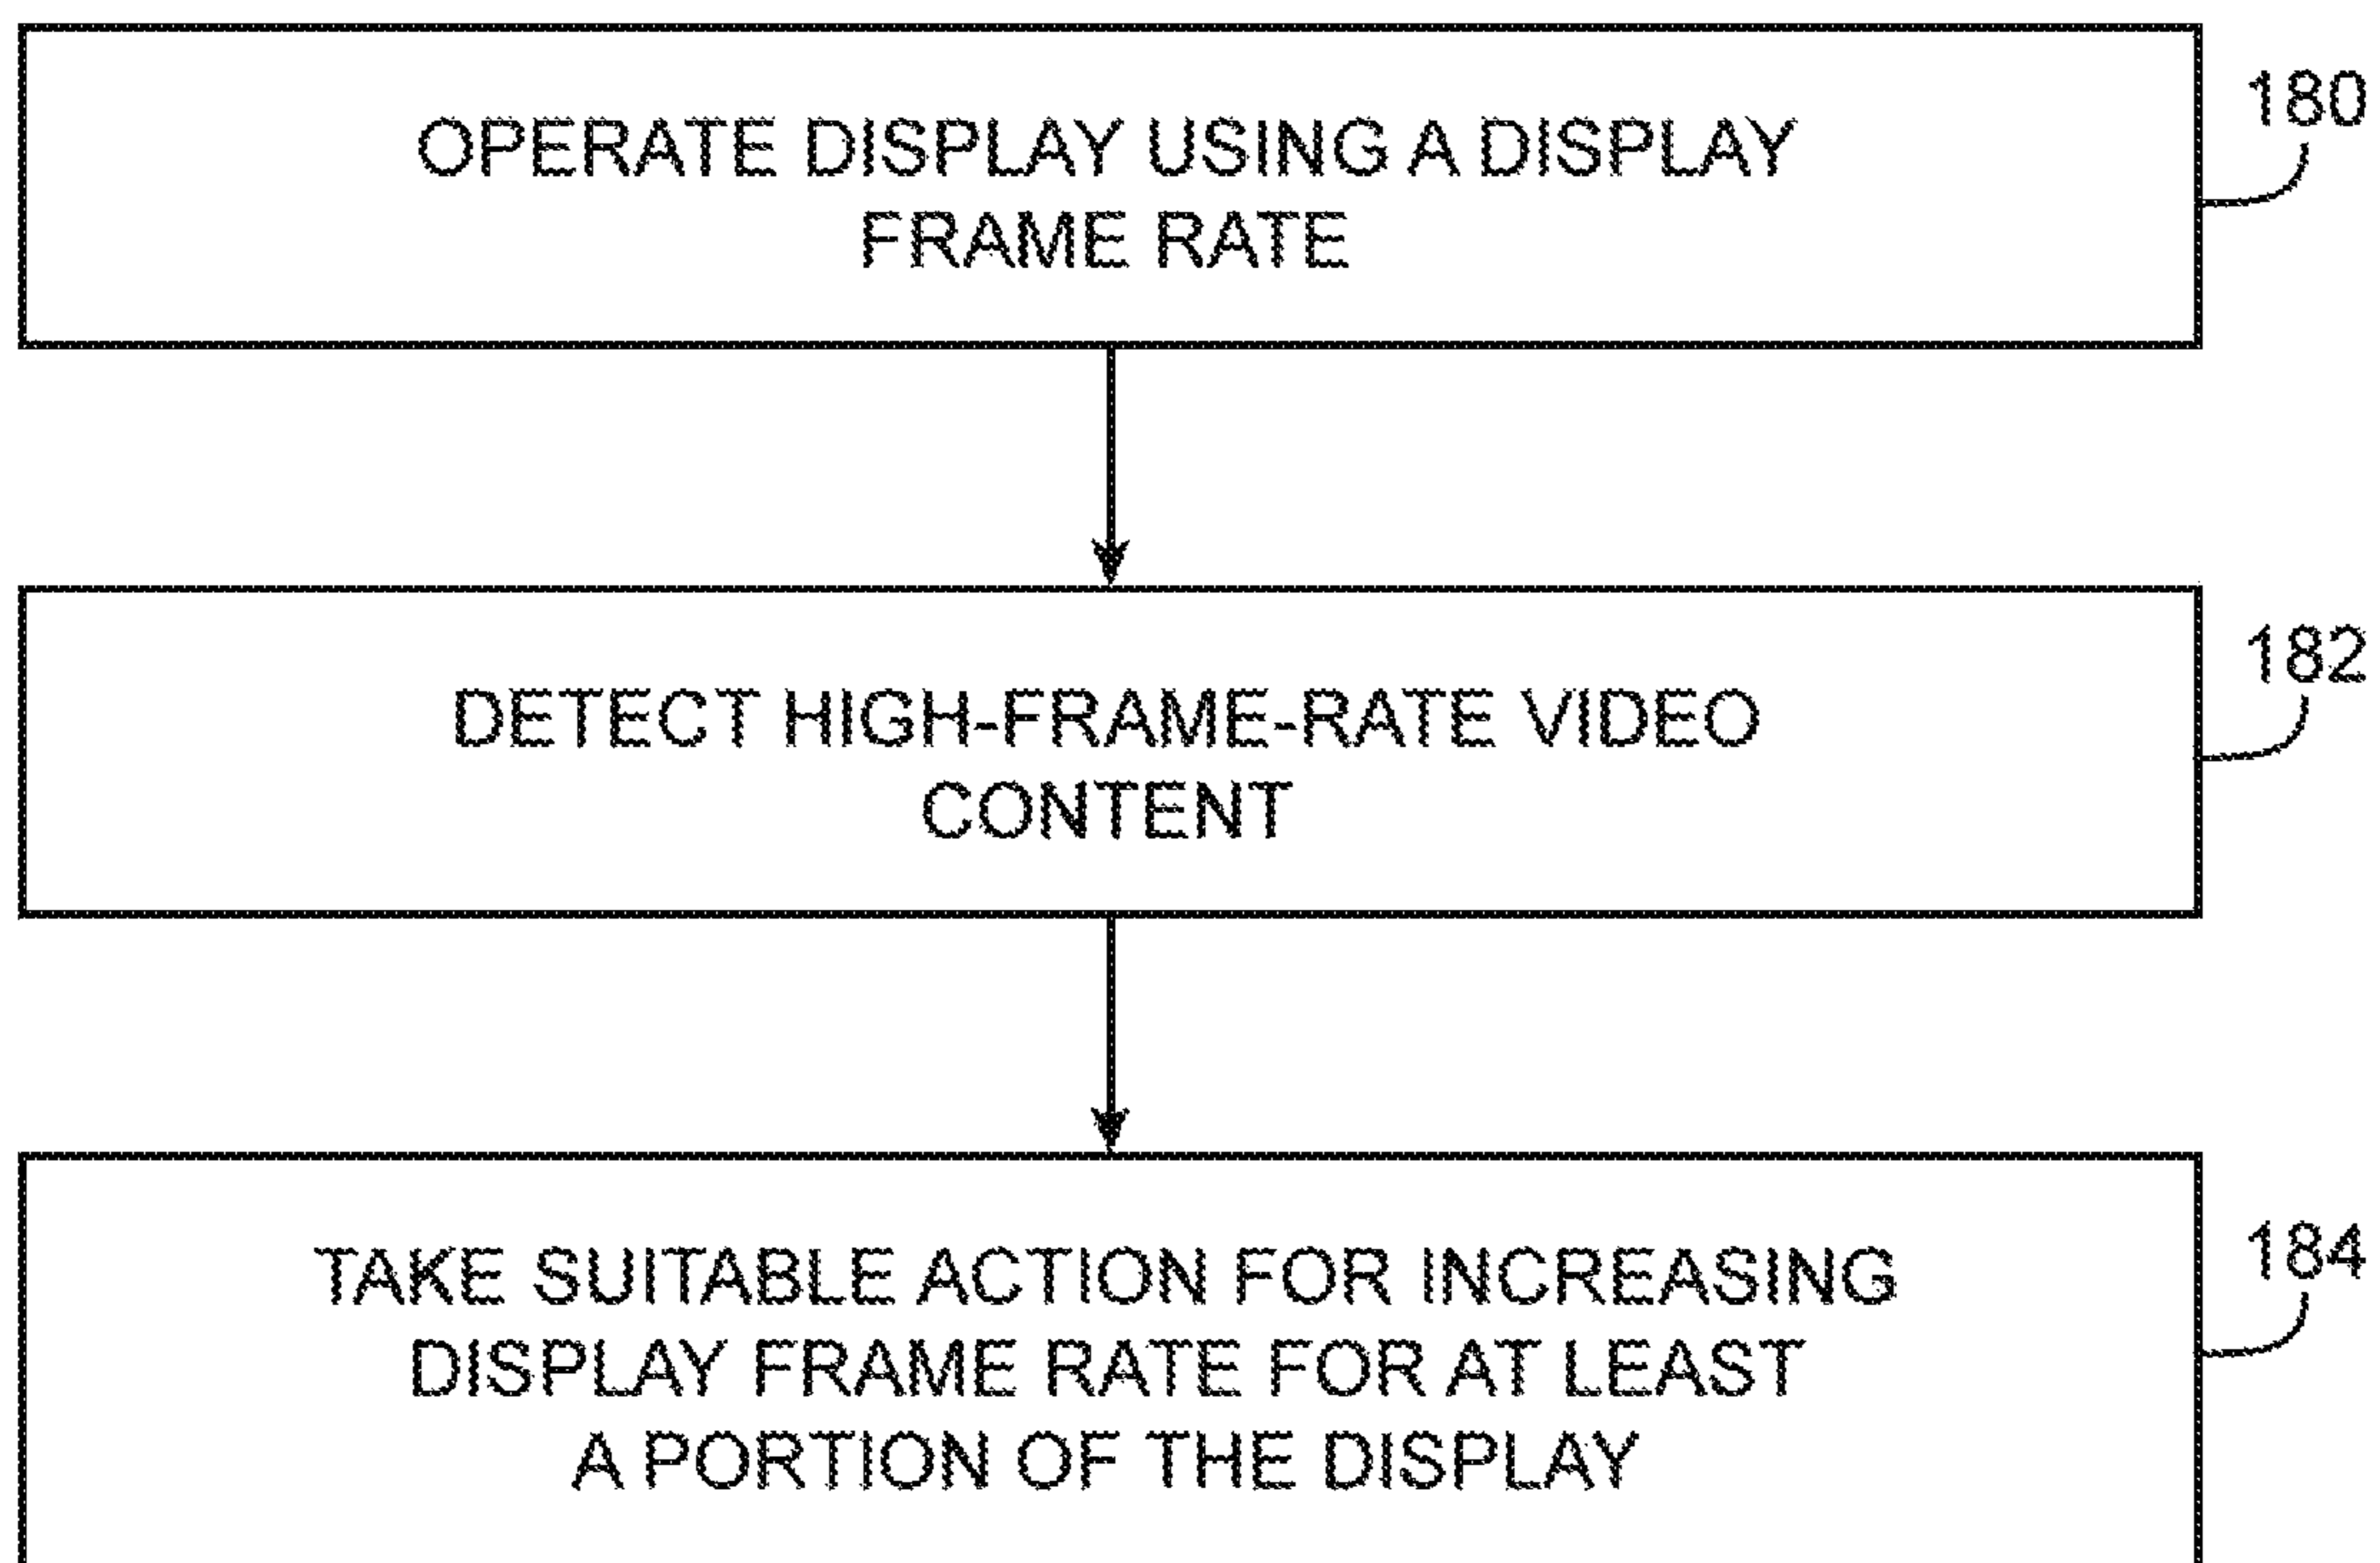 OPERATE DISPLAY USING A DISPLAY
FRAME RATE
180
DETECT HIGH-FRAME-RATE VIDEO
CONTENT
182
TAKE SUITABLE ACTION FOR INCREASING
DISPLAY FRAME RATE FOR AT LEAST
A PORTION OF THE DISPLAY
184